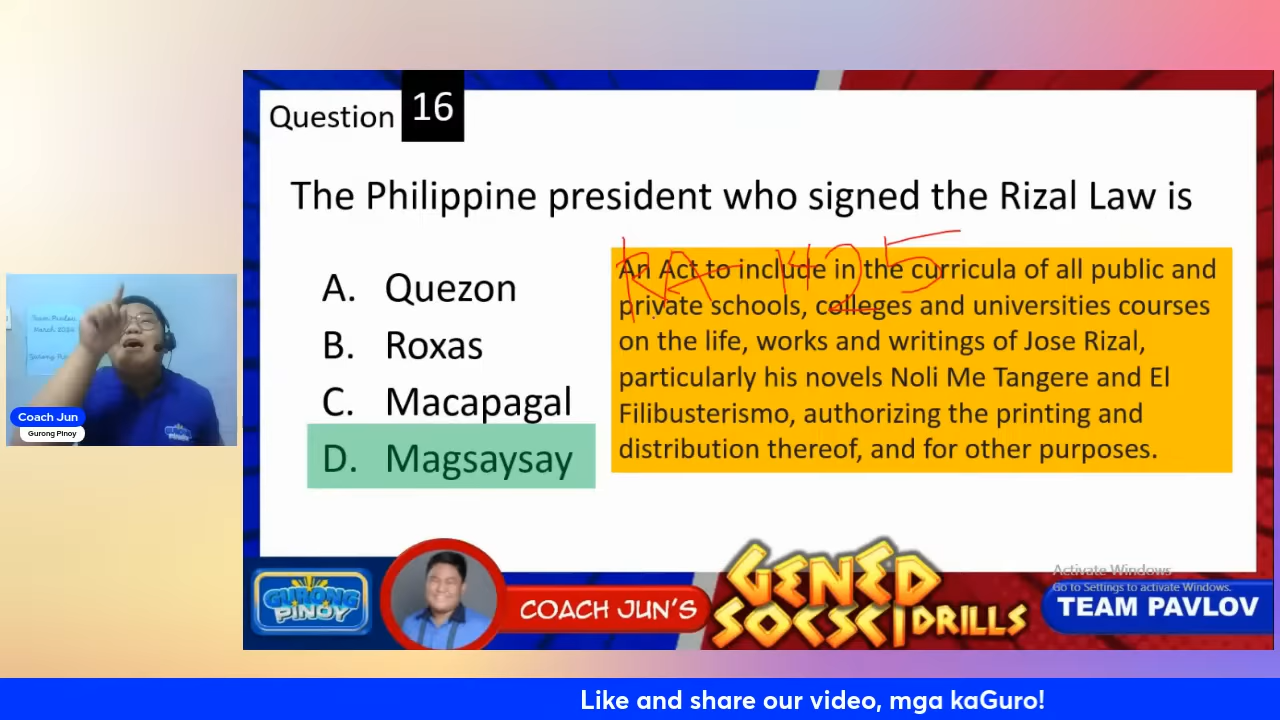 Question 16
The Philippine president who signed the Rizal Law is
A. Quezon
B. Roxas
C. Macapagal
D. Magsaysay
RA 1425
An Act to include in the curricula of all public and
private schools, colleges and universities courses
on the life, works and writings of Jose Rizal,
particularly his novels Noli Me Tangere and El
Filibusterismo, authorizing the printing and
distribution thereof, and for other purposes.
Team Pavlov
March 2024
Coach Jun
Gurong Pinoy
GURONG
PINOY
COACH JUN'S
GENED
SOCSCI DRILLS
Activate Windows
Go to Settings to activate Windows.
TEAM PAVLOV
Like and share our video, mga kaGuro!